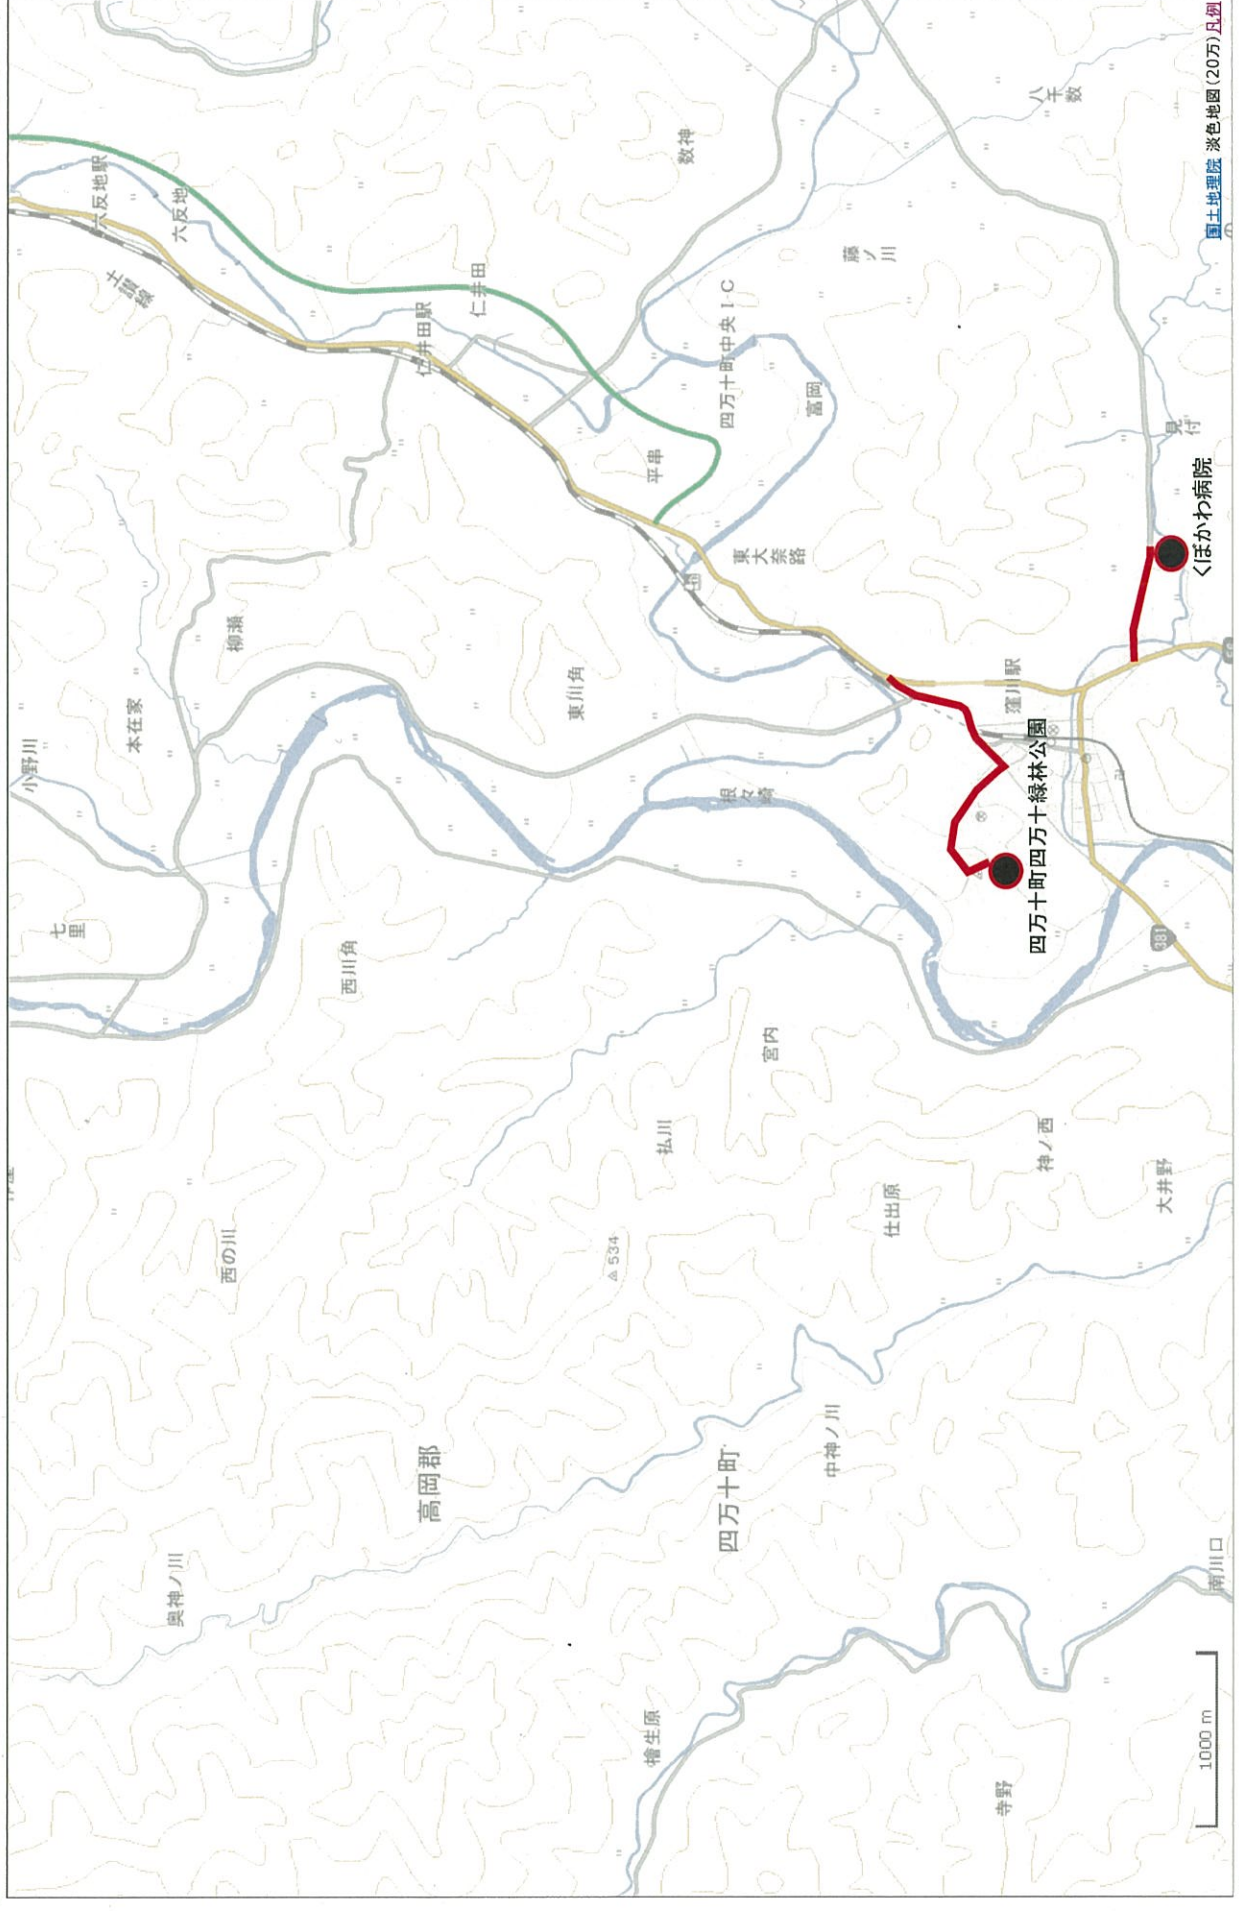 小野川
七里
六反地駅
土讃線
本在家
奥神ノ川
六反地
西の川
柳瀬
西川角
仁井田駅
高岡郡
仁井田
東川角
534
檜生原
平串
払川
数神
四万十町
四万十町中央I C
根々崎
東大奈路
宮内
富岡
中神ノ川
藤ノ川
仕出原
寺野
窪川駅
四万十町四万十緑林公園
神ノ西
八千数
381
大井野
見付
くぼかわ病院
1000 m
南川口
国土地理院 淡色地図(20万)凡例